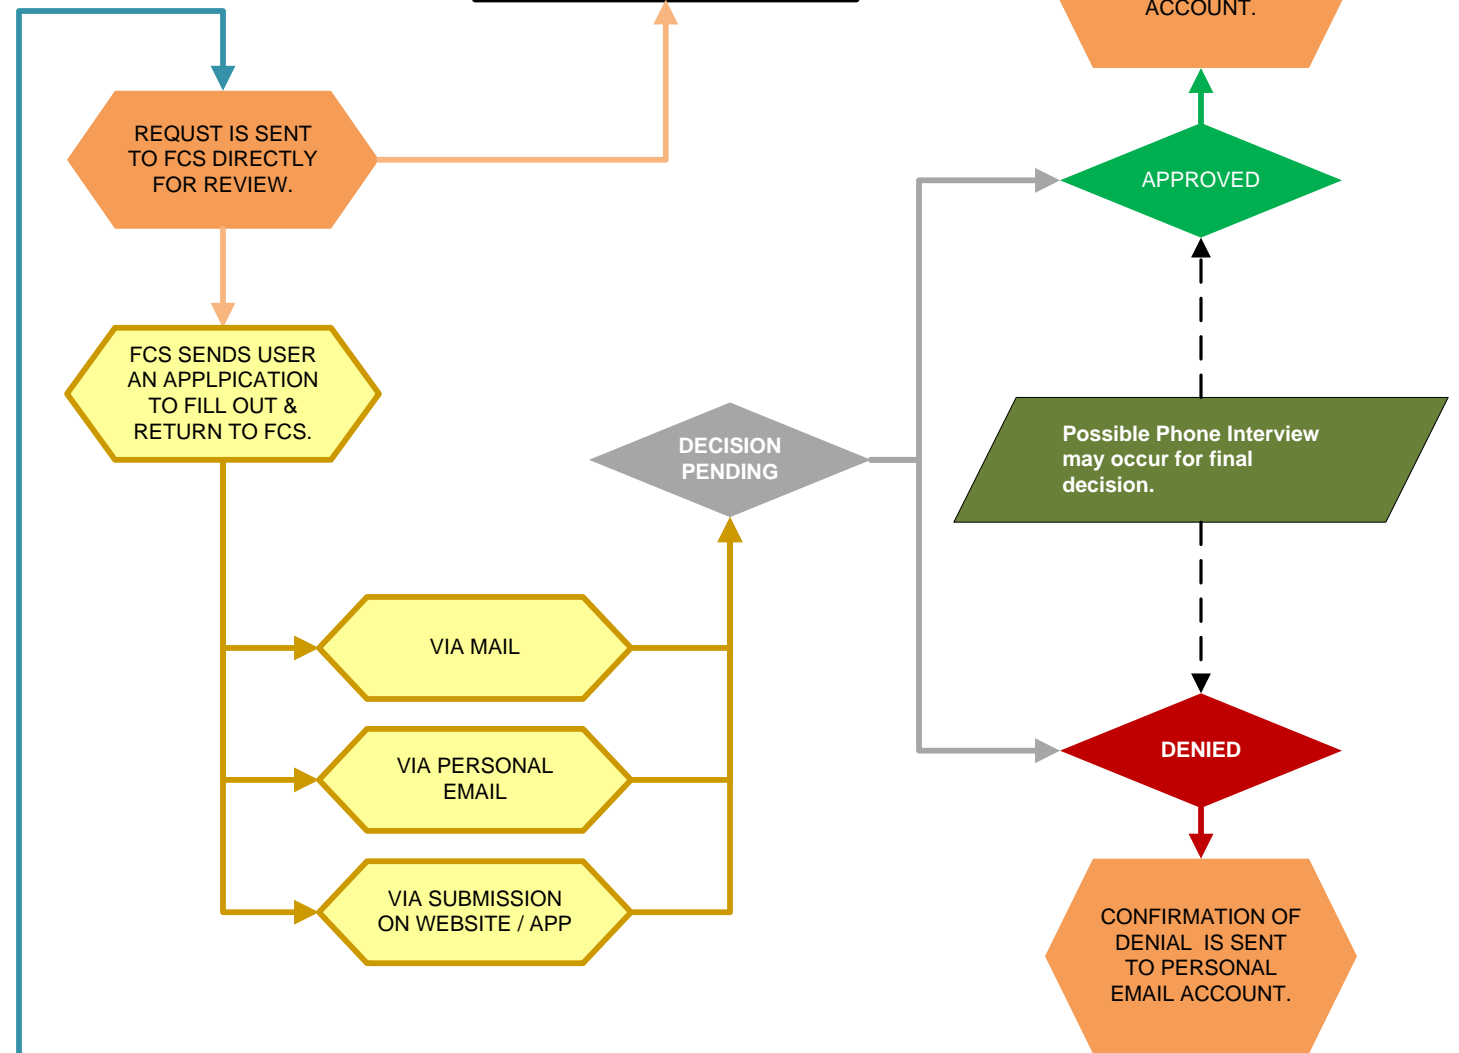 ACCOUNT.
REQUST IS SENT
TO FCS DIRECTLY
FOR REVIEW.
APPROVED
FCS SENDS USER
AN APPLPICATION
TO FILL OUT &
RETURN TO FCS.
DECISION
PENDING
Possible Phone Interview
may occur for final
decision.
VIA MAIL
VIA PERSONAL
EMAIL
DENIED
VIA SUBMISSION
ON WEBSITE / APP
CONFIRMATION OF
DENIAL  IS SENT
TO PERSONAL
EMAIL ACCOUNT.